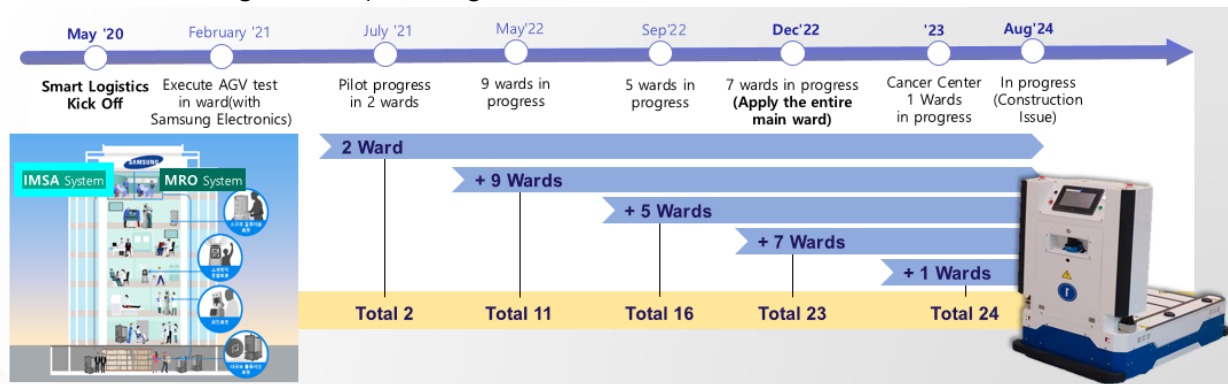 May '20
February '21
July '21
May'22
Sep'22
Dec'22
'23
Aug'24
Smart Logistics
Kick Off
Execute AGV test
in ward(with
Samsung Electronics)
Pilot progress
in 2 wards
9 wards in
progress
5 wards in
progress
7 wards in progress
(Apply the entire
main ward)
Cancer Center
1 Wards
in progress
In progress
(Construction
Issue)
SAMSUNG
IMSA System
MRO System
2 Ward
+ 9 Wards
+ 5 Wards
+ 7 Wards
+ 1 Wards
Total 2
Total 11
Total 16
Total 23
Total 24
1